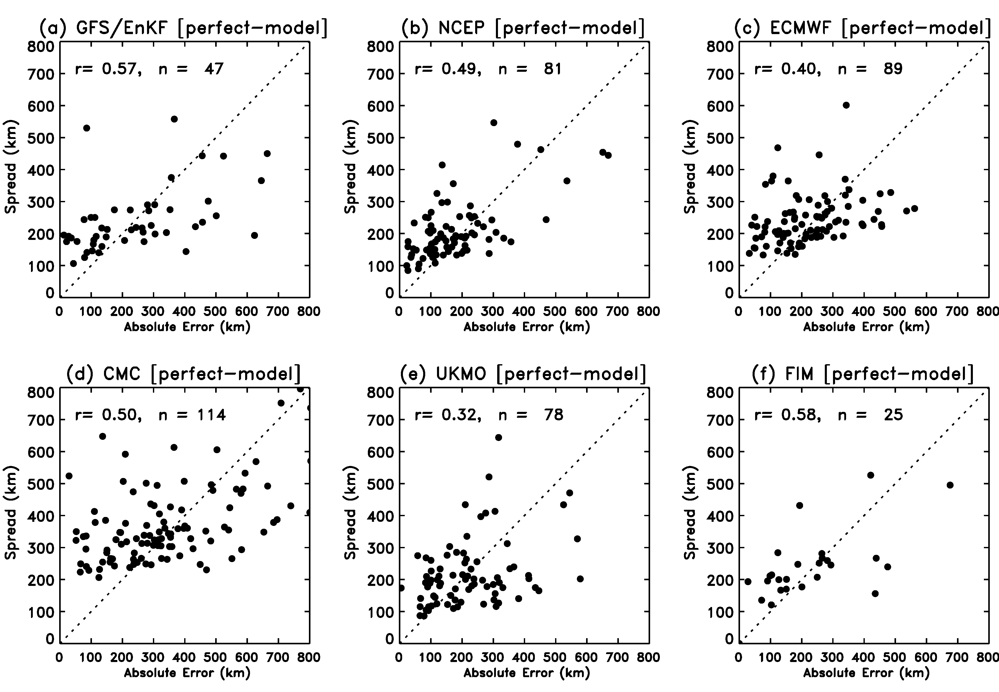 (a) GFS/EnKF [perfect-model]
r= 0.57, n = 47
800
700
600
500
400
300
200
100
0
Spread (km)
0 100 200 300 400 500 600 700 800
Absolute Error (km)
(b) NCEP [perfect-model]
r= 0.49, n = 81
800
700
600
500
400
300
200
100
0
Spread (km)
0 100 200 300 400 500 600 700 800
Absolute Error (km)
(c) ECMWF [perfect-model]
r= 0.40, n = 89
800
700
600
500
400
300
200
100
0
Spread (km)
0 100 200 300 400 500 600 700 800
Absolute Error (km)
(d) CMC [perfect-model]
r= 0.50, n = 114
800
700
600
500
400
300
200
100
0
Spread (km)
0 100 200 300 400 500 600 700 800
Absolute Error (km)
(e) UKMO [perfect-model]
r= 0.32, n = 78
800
700
600
500
400
300
200
100
0
Spread (km)
0 100 200 300 400 500 600 700 800
Absolute Error (km)
(f) FIM [perfect-model]
r= 0.58, n = 25
800
700
600
500
400
300
200
100
0
Spread (km)
0 100 200 300 400 500 600 700 800
Absolute Error (km)